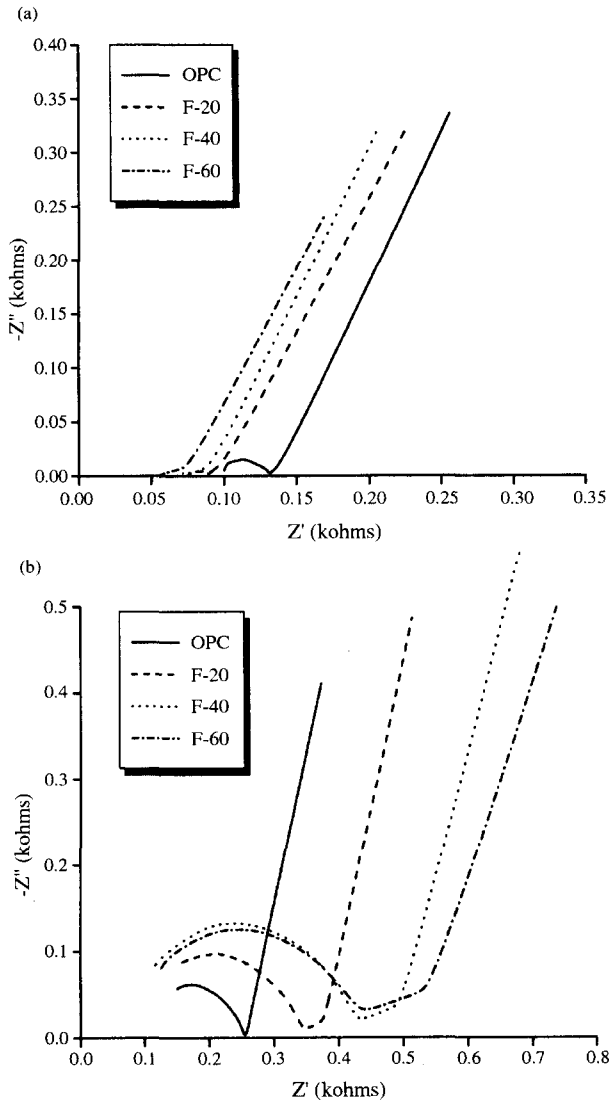 (a)
0.40
0.35
0.30
0.25
0.20
0.15
0.10
0.05
0.00
-Z" (kohms)
OPC
F-20
F-40
F-60
0.00 0.05 0.10 0.15 0.20 0.25 0.30 0.35
Z' (kohms)
(b)
0.5
0.4
0.3
0.2
0.1
0.0
-Z" (kohms)
OPC
F-20
F-40
F-60
0.0 0.1 0.2 0.3 0.4 0.5 0.6 0.7 0.8
Z' (kohms)